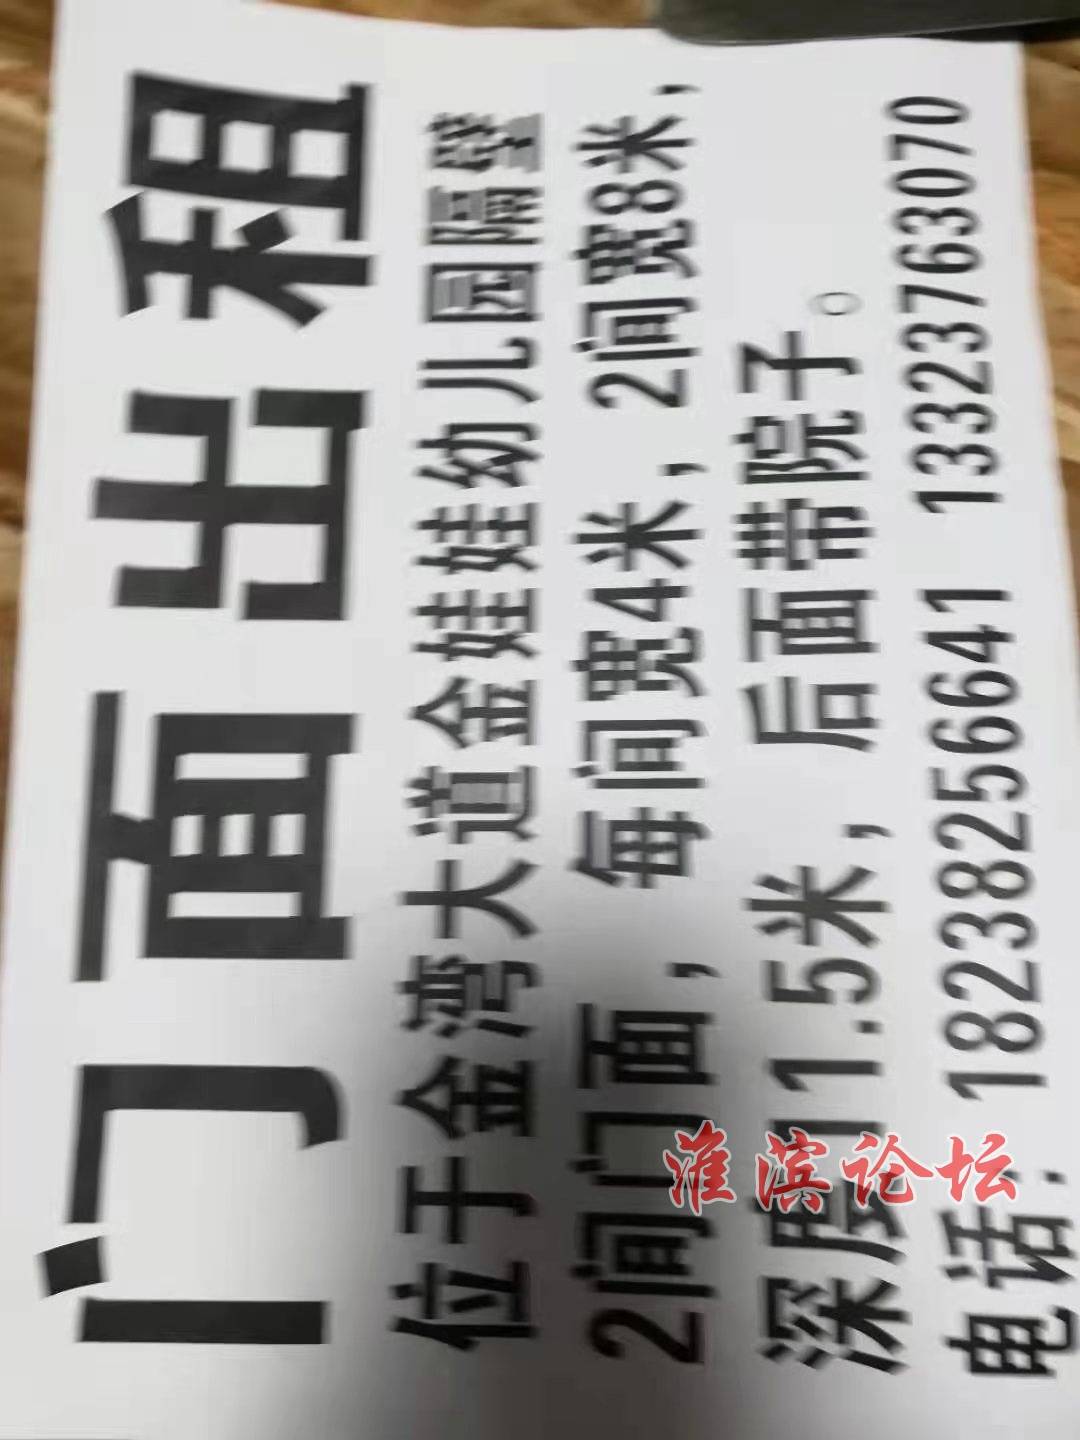 门面出租
位于金湾大道金娃娃幼儿园隔壁
2间门面，每间宽4米，2间宽8米，
深度11.5米，后面带院子。
电话：18238256641 13323763070
淮滨论坛